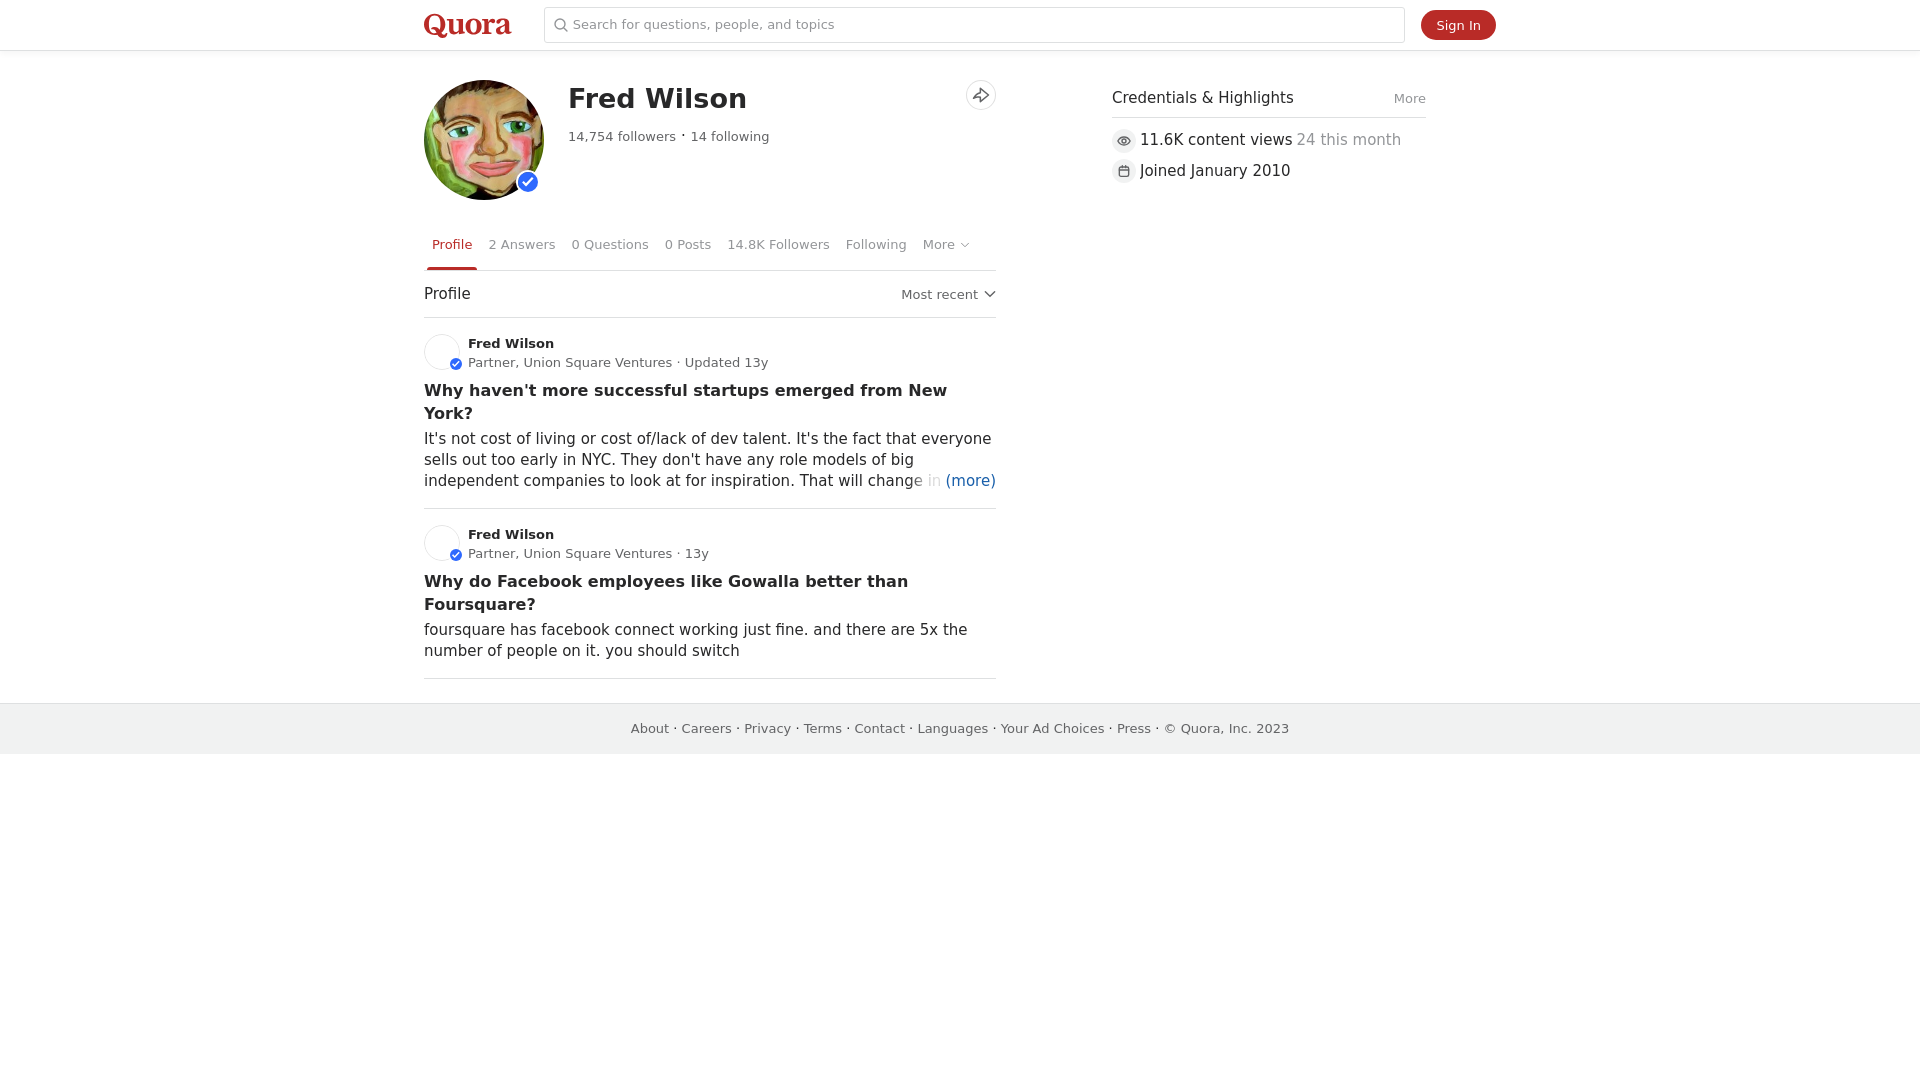 Quora
Search for questions, people, and topics
Sign In
Fred Wilson
14,754 followers · 14 following
Credentials & Highlights
More
11.6K content views 24 this month
Joined January 2010
Profile
2 Answers
0 Questions
0 Posts
14.8K Followers
Following
More
Profile
Most recent
Fred Wilson
Partner, Union Square Ventures · Updated 13y
Why haven't more successful startups emerged from New
York?
It's not cost of living or cost of/lack of dev talent. It's the fact that everyone
sells out too early in NYC. They don't have any role models of big
independent companies to look at for inspiration. That will change in (more)
Fred Wilson
Partner, Union Square Ventures · 13y
Why do Facebook employees like Gowalla better than
Foursquare?
foursquare has facebook connect working just fine. and there are 5x the
number of people on it. you should switch
About · Careers · Privacy · Terms · Contact · Languages · Your Ad Choices · Press · © Quora, Inc. 2023